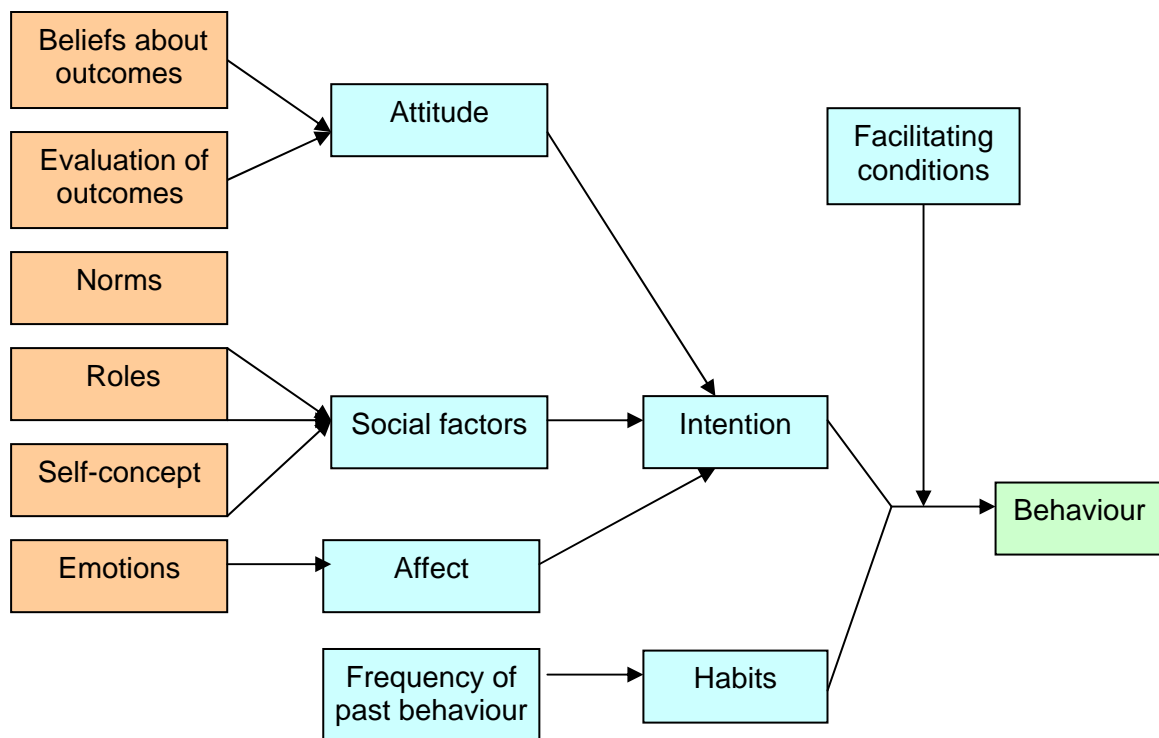 Beliefs about
outcomes
Evaluation of
outcomes
Norms
Roles
Self-concept
Emotions
Attitude
Social factors
Affect
Frequency of
past behaviour
Intention
Habits
Facilitating
conditions
Behaviour